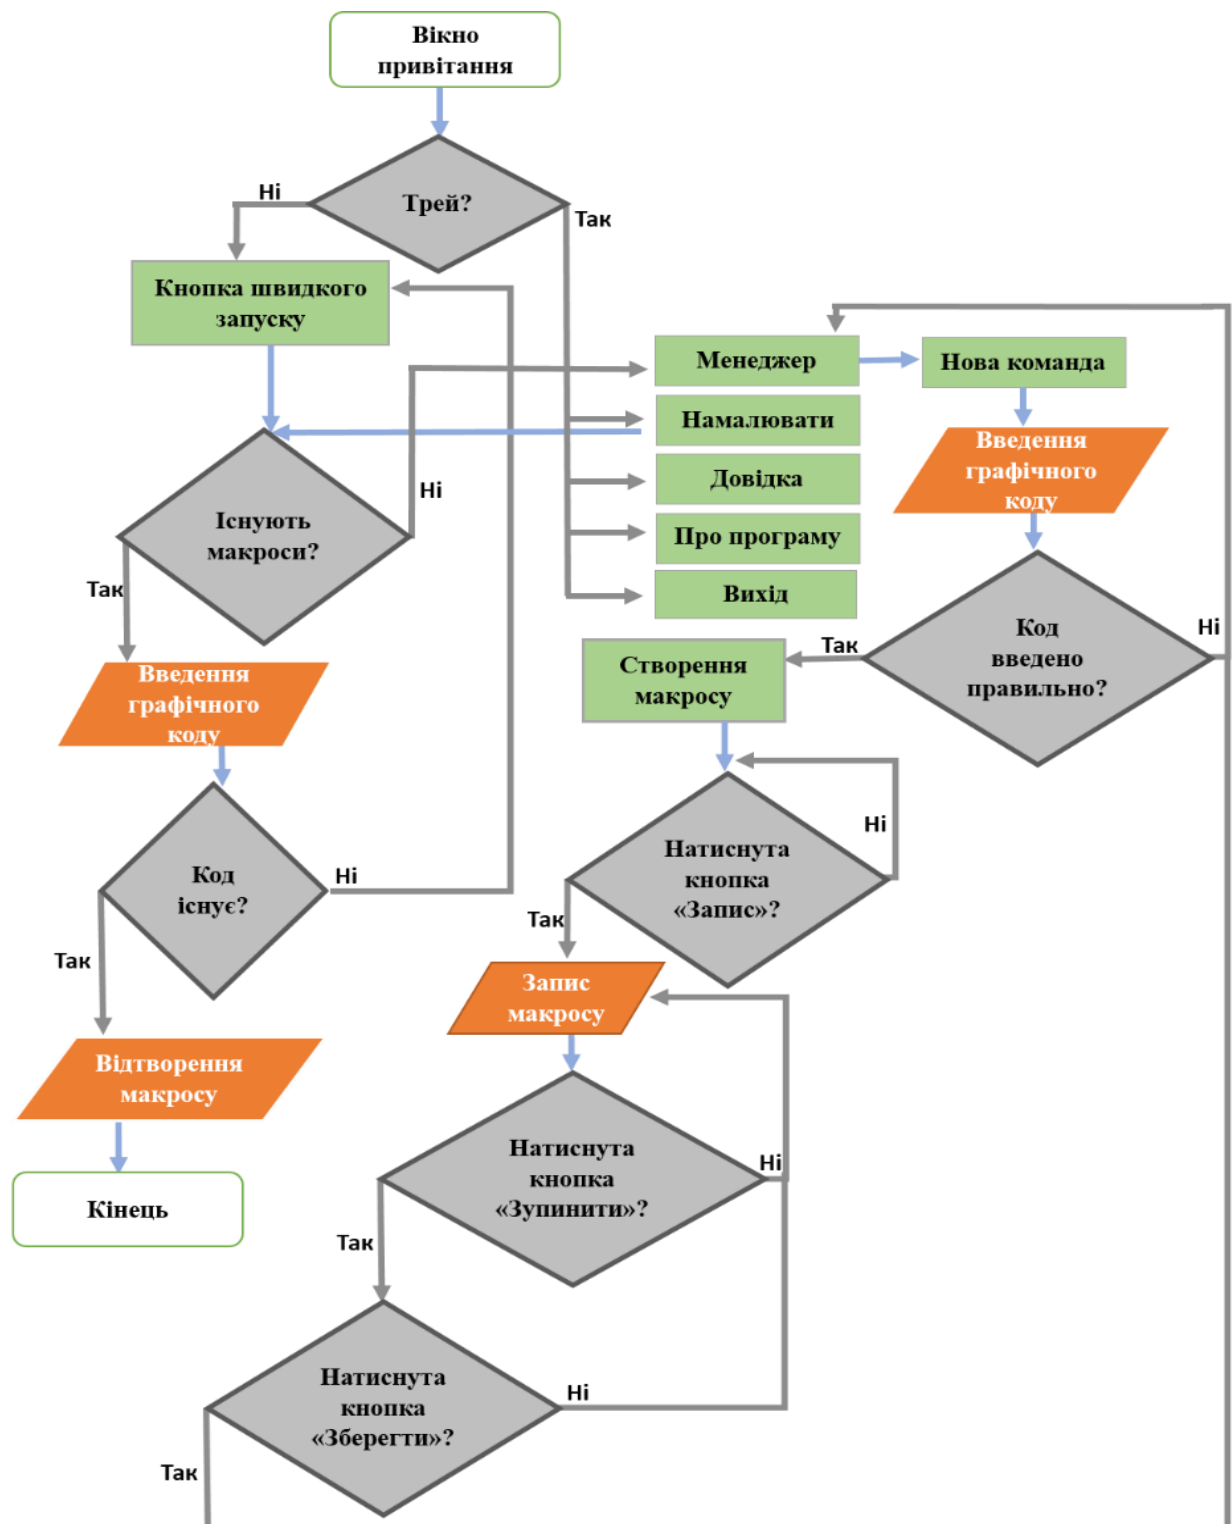 Вікно
привітання
Трей?
Ні
Так
Кнопка швидкого
запуску
Менеджер
Нова команда
Намалювати
Введення
графічного
коду
Довідка
Про програму
Вихід
Існують
макроси?
Ні
Так
Код
введено
правильно?
Ні
Так
Створення
макросу
Введення
графічного
коду
Натиснута
кнопка
«Запис»?
Ні
Так
Код
існує?
Ні
Так
Запис
макросу
Відтворення
макросу
Натиснута
кнопка
«Зупинити»?
Ні
Так
Кінець
Натиснута
кнопка
«Зберегти»?
Ні
Так